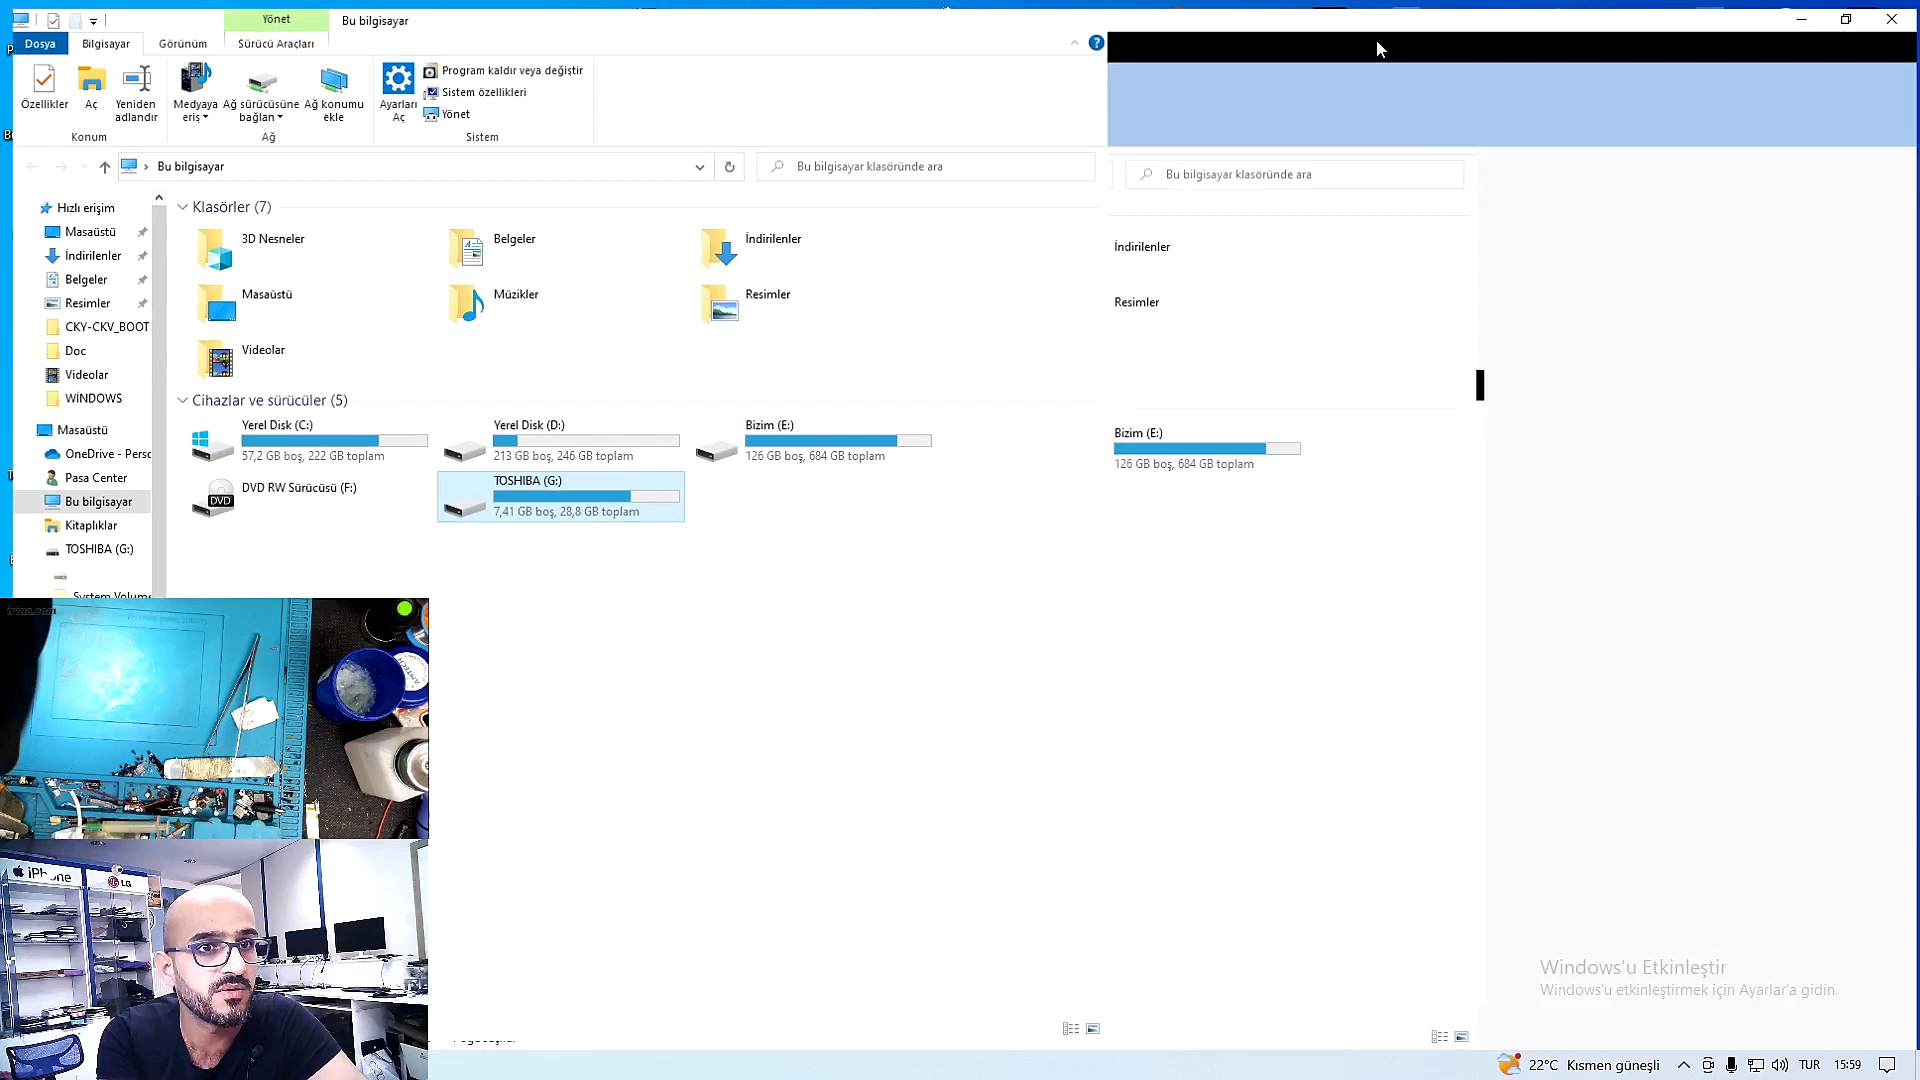 Yönet
Bu bilgisayar
Dosya
Bilgisayar
Görünüm
Sürücü Araçları
Özellikler
Aç
Yeniden adlandır
Konum
Medyaya eriş
Ağ sürücüsüne bağlan
Ağ konumu ekle
Ağ
Ayarları Aç
Program kaldır veya değiştir
Sistem özellikleri
Yönet
Sistem
Bu bilgisayar
Bu bilgisayar klasöründe ara
Bu bilgisayar klasöründe ara
Hızlı erişim
Masaüstü
İndirilenler
Belgeler
Resimler
CKY-CKV_BOOT
Doc
Videolar
WİNDOWS
Masaüstü
OneDrive - Perso
Pasa Center
Bu bilgisayar
Kitaplıklar
TOSHIBA (G:)
System Volume
Klasörler (7)
3D Nesneler
Belgeler
İndirilenler
Masaüstü
Müzikler
Resimler
Videolar
Cihazlar ve sürücüler (5)
Yerel Disk (C:)
57,2 GB boş, 222 GB toplam
Yerel Disk (D:)
213 GB boş, 246 GB toplam
Bizim (E:)
126 GB boş, 684 GB toplam
DVD RW Sürücüsü (F:)
DVD
TOSHIBA (G:)
7,41 GB boş, 28,8 GB toplam
İndirilenler
Resimler
Bizim (E:)
126 GB boş, 684 GB toplam
AMTECH
iPhone
LG
Windows'u Etkinleştir
Windows'u etkinleştirmek için Ayarlar'a gidin.
22°C Kısmen güneşli
TUR
15:59